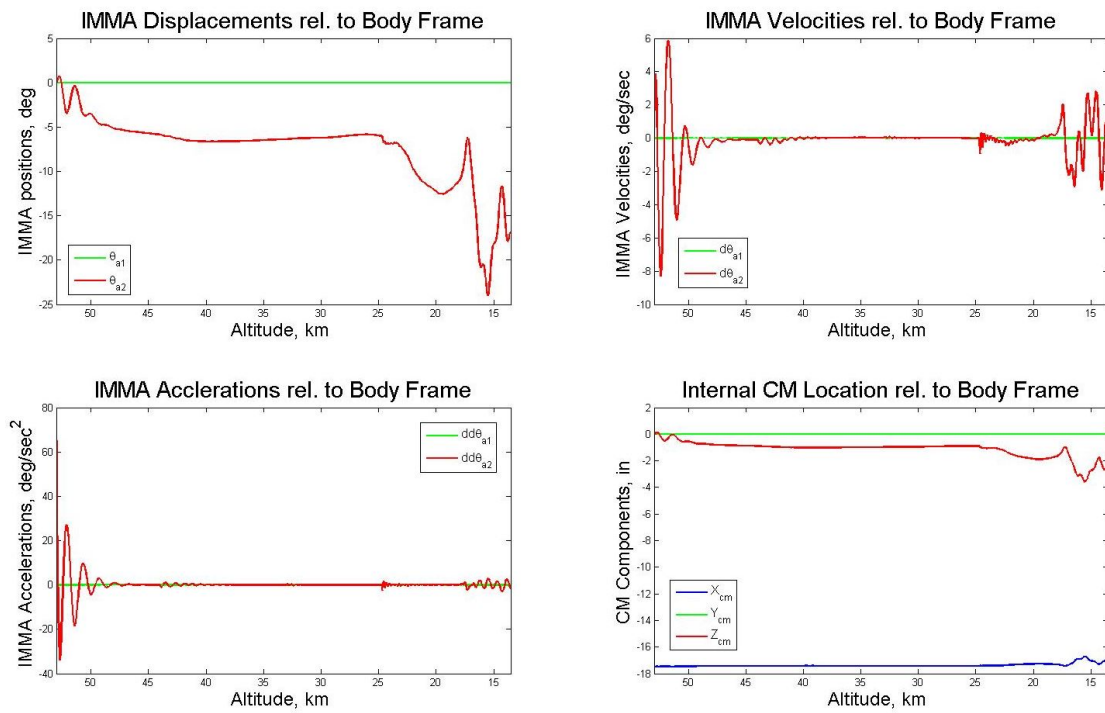 IMMA Displacements rel. to Body Frame
5
0
-5
-10
-15
-20
-25
IMMA positions, deg
θa1
θa2
50 45 40 35 30 25 20 15
Altitude, km
IMMA Velocities rel. to Body Frame
6
4
2
0
-2
-4
-6
-8
-10
IMMA Velocities, deg/sec
dθa1
dθa2
50 45 40 35 30 25 20 15
Altitude, km
IMMA Acclerations rel. to Body Frame
80
60
40
20
0
-20
-40
IMMA Accelerations, deg/sec²
ddθa1
ddθa2
50 45 40 35 30 25 20 15
Altitude, km
Internal CM Location rel. to Body Frame
2
0
-2
-4
-6
-8
-10
-12
-14
-16
-18
CM Components, in
Xcm
Ycm
Zcm
50 45 40 35 30 25 20 15
Altitude, km